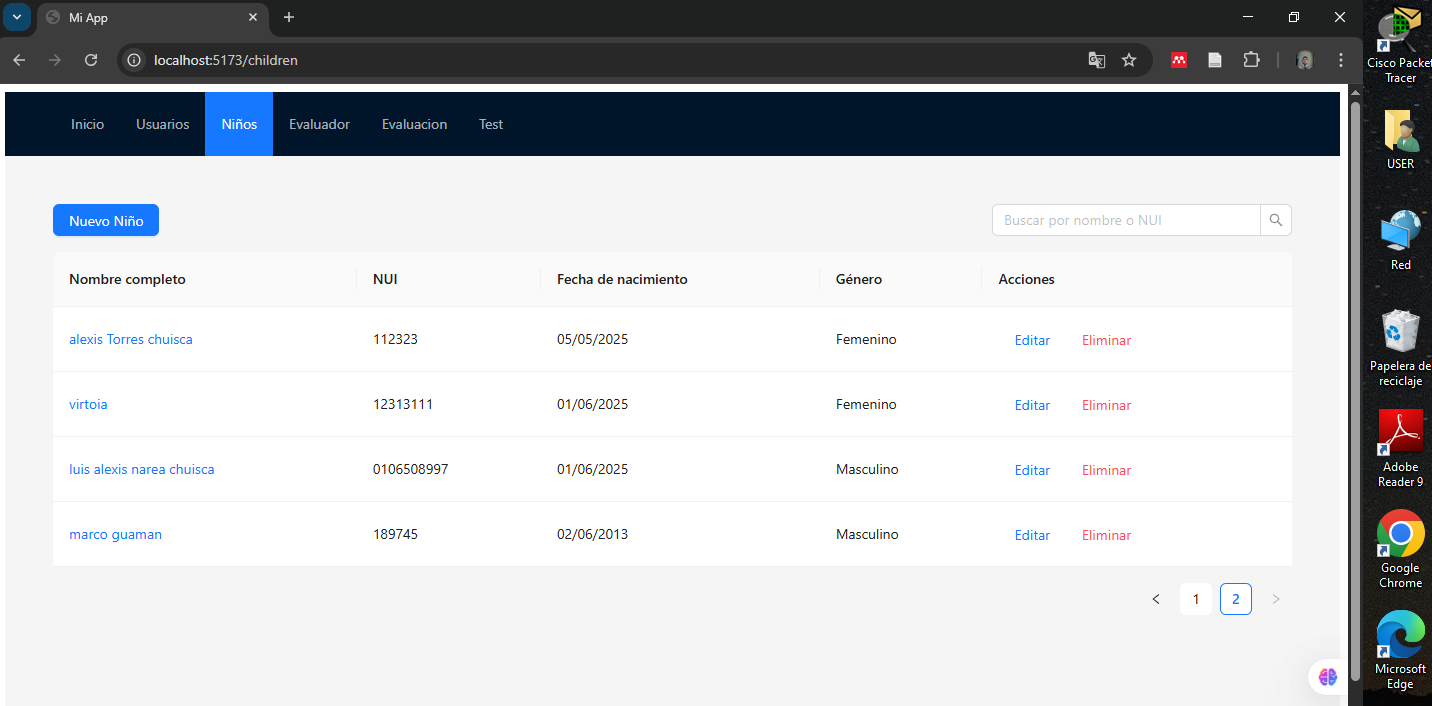 Mi App
localhost:5173/children
Inicio Usuarios Niños Evaluador Evaluacion Test
Nuevo Niño
Buscar por nombre o NUI
Nombre completo NUI Fecha de nacimiento Género Acciones
alexis Torres chuisca 112323 05/05/2025 Femenino Editar Eliminar
virtoia 12313111 01/06/2025 Femenino Editar Eliminar
luis alexis narea chuisca 0106508997 01/06/2025 Masculino Editar Eliminar
marco guaman 189745 02/06/2013 Masculino Editar Eliminar
1 2
Cisco Packet
Tracer
USER
Red
Papelera de
reciclaje
Adobe
Reader 9
Google
Chrome
Microsoft
Edge